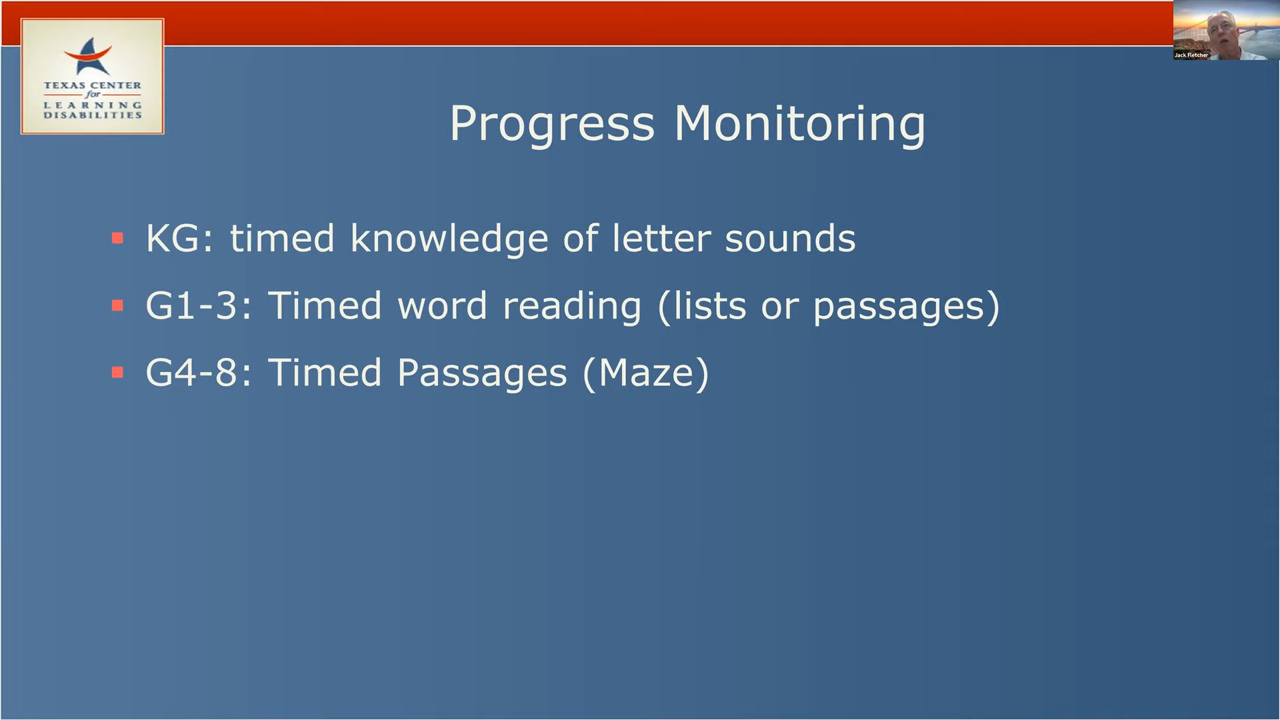 TEXAS CENTER
for
LEARNING
DISABILITIES
Jack Fletcher
Progress Monitoring
KG: timed knowledge of letter sounds
G1-3: Timed word reading (lists or passages)
G4-8: Timed Passages (Maze)